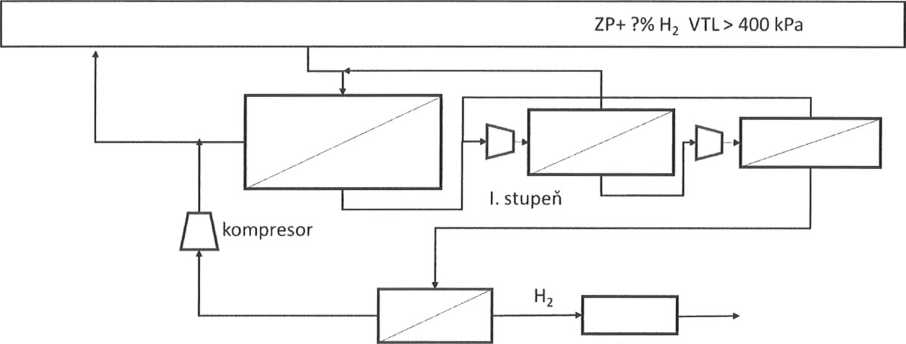 ZP+ ?% H₂ VTL > 400 kPa
I. stupeň
kompresor
H₂